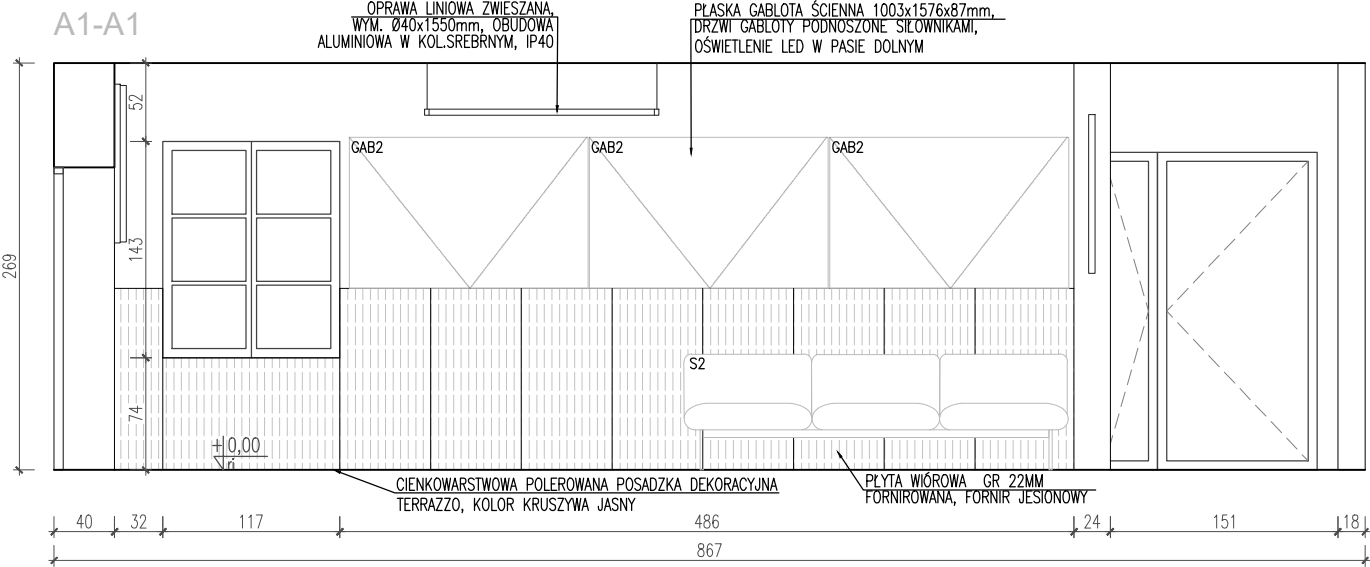 A1-A1
OPRAWA LINIOWA ZWIESZANA,
WYM. Ø40x1550mm, OBUDOWA
ALUMINIOWA W KOL.SREBRNYM, IP40
PŁASKA GABLOTA ŚCIENNA 1003x1576x87mm,
DRZWI GABLOTY PODNOSZONE SIŁOWNIKAMI,
OŚWIETLENIE LED W PASIE DOLNYM
52
GAB2 GAB2 GAB2
143
269
S2
74
+0,00
CIENKOWARSTWOWA POLEROWANA POSADZKA DEKORACYJNA
TERRAZZO, KOLOR KRUSZYWA JASNY
PŁYTA WIÓROWA GR 22MM
FORNIROWANA, FORNIR JESIONOWY
40 32 117 486 24 151 18
867